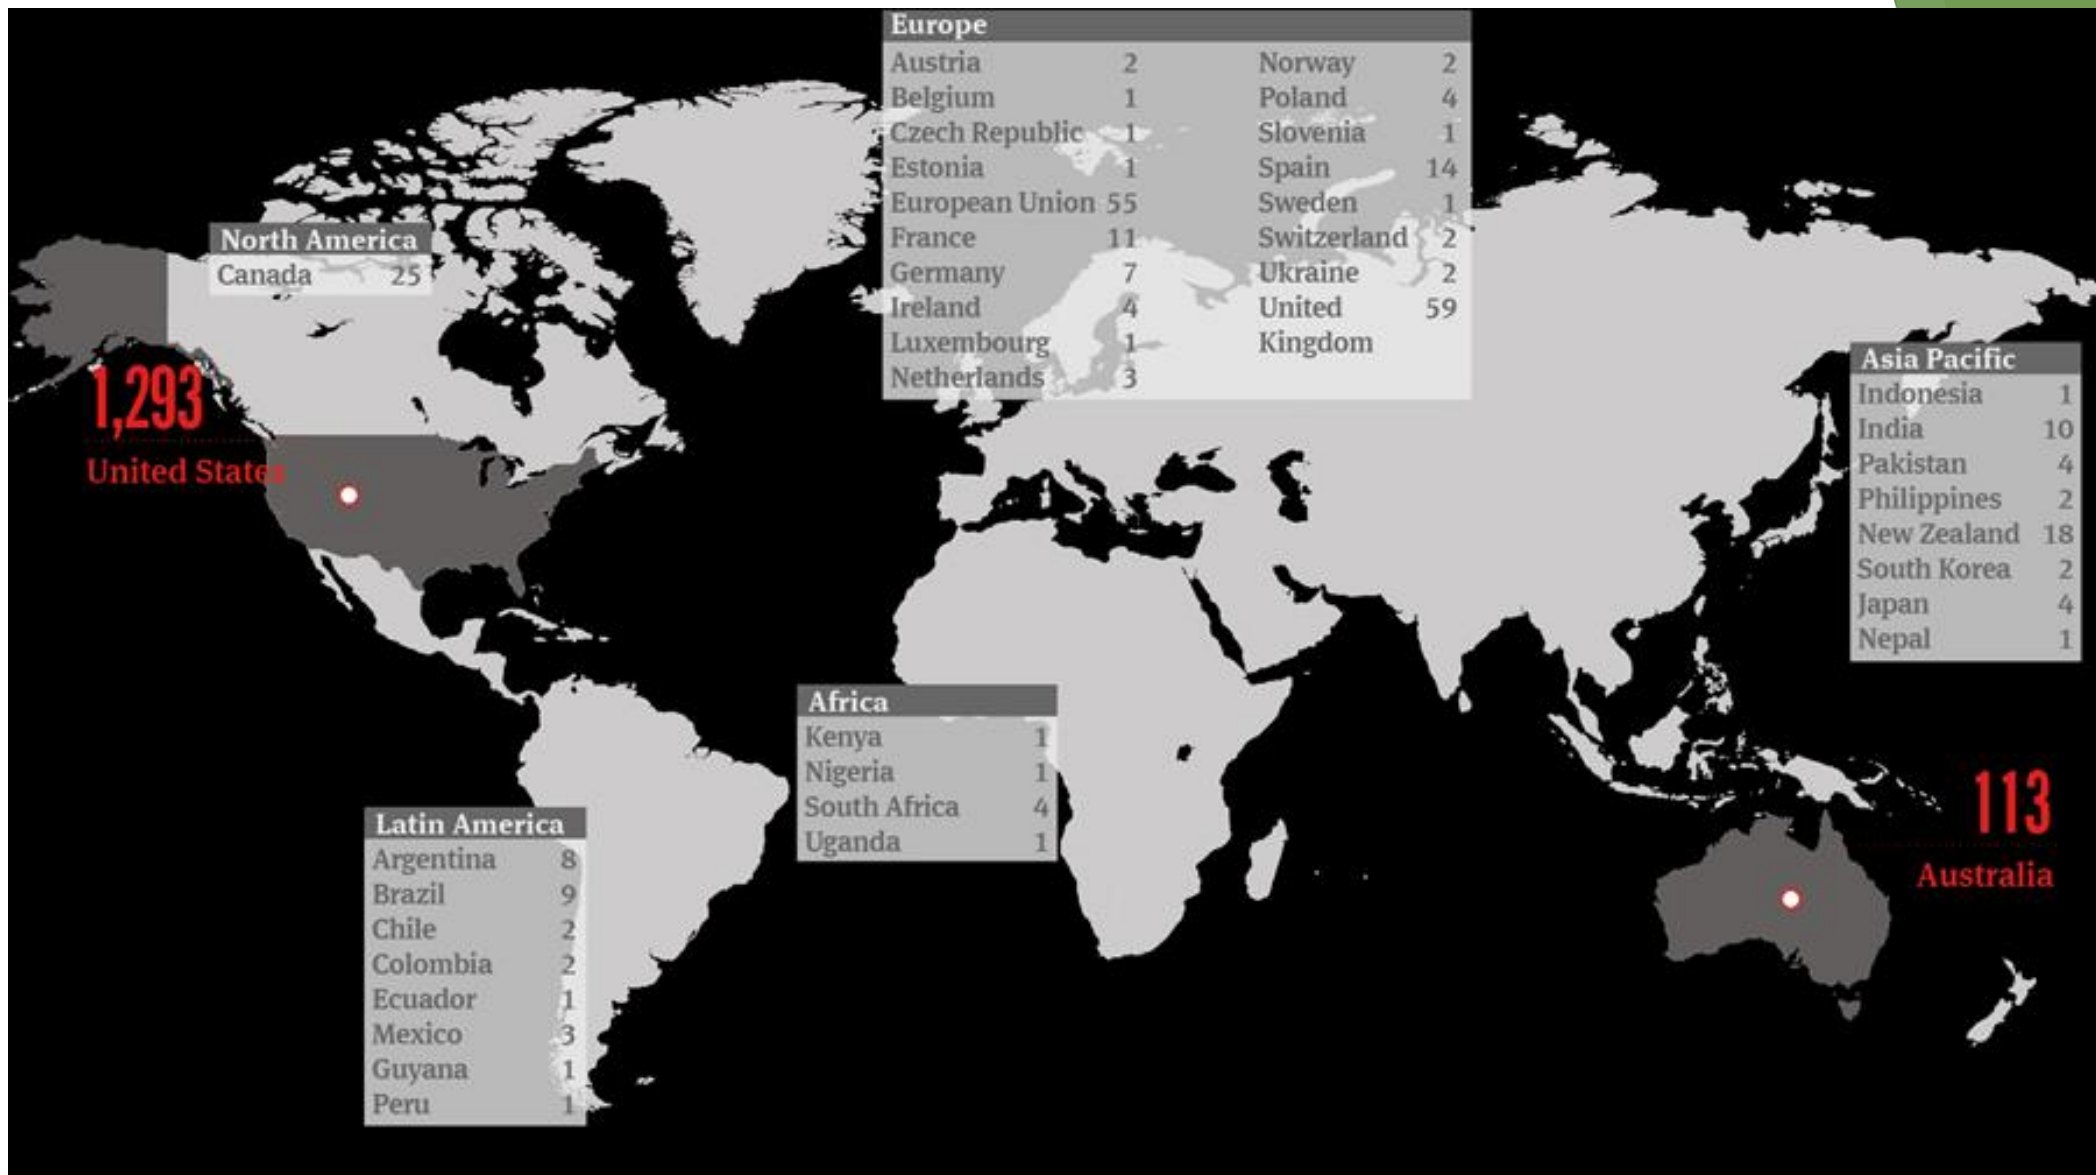 Europe
Austria 2
Belgium 1
Czech Republic 1
Estonia 1
European Union 55
France 11
Germany 7
Ireland 4
Luxembourg 1
Netherlands 3
Norway 2
Poland 4
Slovenia 1
Spain 14
Sweden 1
Switzerland 2
Ukraine 2
United 59
Kingdom
North America
Canada 25
1,293
United States
Asia Pacific
Indonesia 1
India 10
Pakistan 4
Philippines 2
New Zealand 18
South Korea 2
Japan 4
Nepal 1
Africa
Kenya 1
Nigeria 1
South Africa 4
Uganda 1
113
Australia
Latin America
Argentina 8
Brazil 9
Chile 2
Colombia 2
Ecuador 1
Mexico 3
Guyana 1
Peru 1